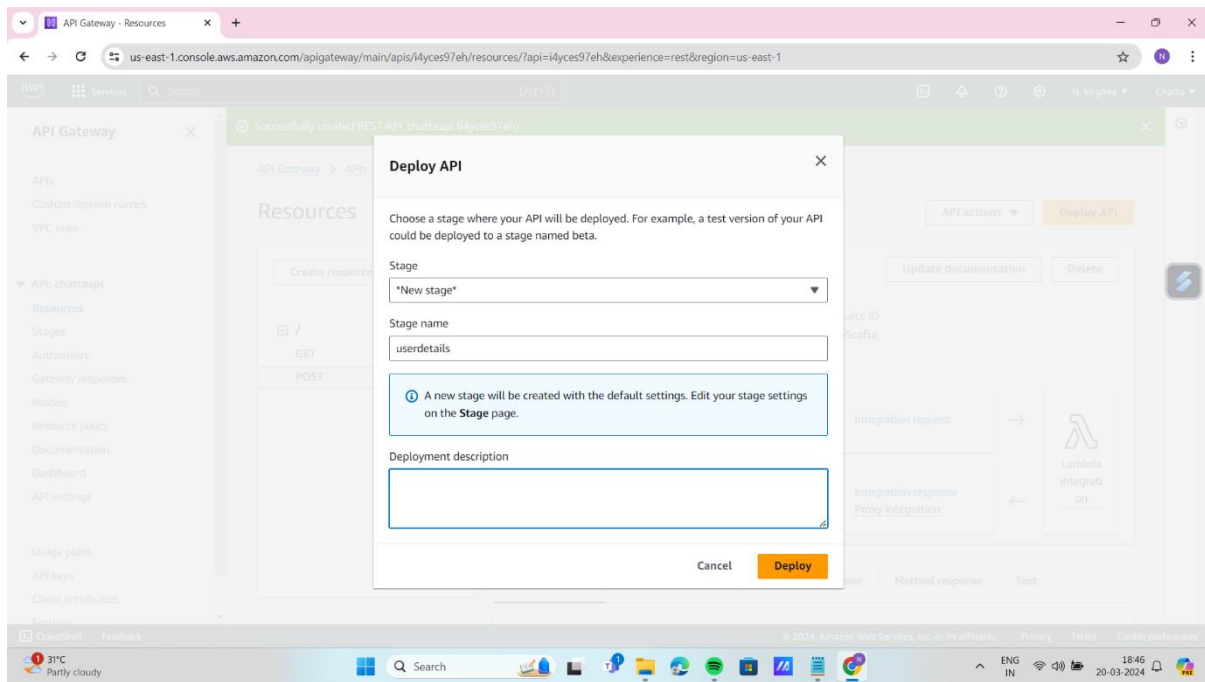 API Gateway - Resources
us-east-1.console.aws.amazon.com/apigateway/main/apis/i4yces97eh/resources/?api=i4yces97eh&experience=rest&region=us-east-1
aws Services Search [Alt+S] N. Virginia Chatta
API Gateway
Successfully created REST API 'chattaapi (i4yces97eh)'
API Gateway > APIs
APIs
Custom domain names
VPC links
API: chattaapi
Resources
Stages
Authorizers
Gateway responses
Models
Resource policy
Documentation
Dashboard
API settings
Usage plans
API keys
Client certificates
Settings
Resources
API actions
Deploy API
Create resource
Update documentation
Delete
/
GET
POST
Integration request
Integration response
Proxy integration
Lambda
integrati
on
Method response
Test
Deploy API
Choose a stage where your API will be deployed. For example, a test version of your API
could be deployed to a stage named beta.
Stage
*New stage*
Stage name
userdetails
A new stage will be created with the default settings. Edit your stage settings
on the Stage page.
Deployment description
Cancel
Deploy
CloudShell Feedback
© 2024, Amazon Web Services, Inc. or its affiliates. Privacy Terms Cookie preferences
1
31°C
Partly cloudy
Search
ENG
IN
18:46
20-03-2024